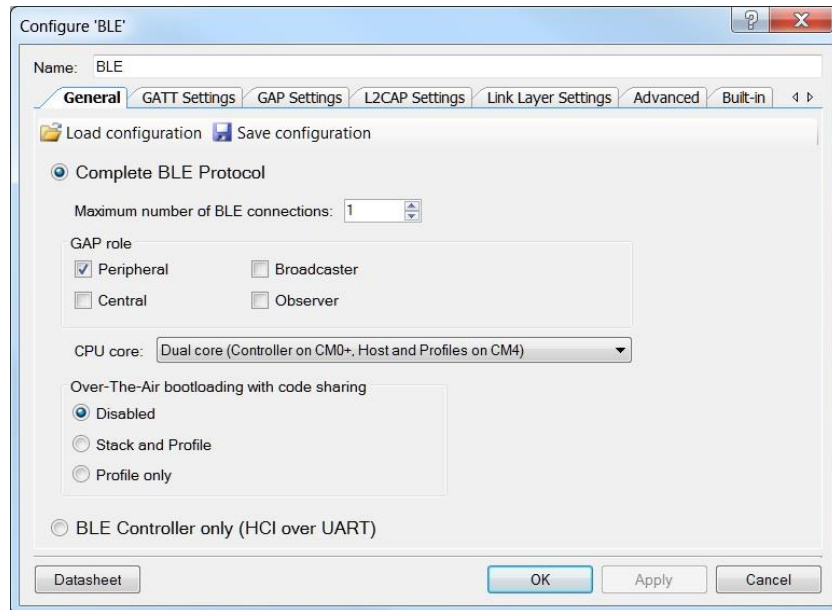 Configure 'BLE'
Name: BLE
General GATT Settings GAP Settings L2CAP Settings Link Layer Settings Advanced Built-in
Load configuration Save configuration
Complete BLE Protocol
Maximum number of BLE connections: 1
GAP role
Peripheral Broadcaster
Central Observer
CPU core: Dual core (Controller on CM0+, Host and Profiles on CM4)
Over-The-Air bootloading with code sharing
Disabled
Stack and Profile
Profile only
BLE Controller only (HCI over UART)
Datasheet OK Apply Cancel